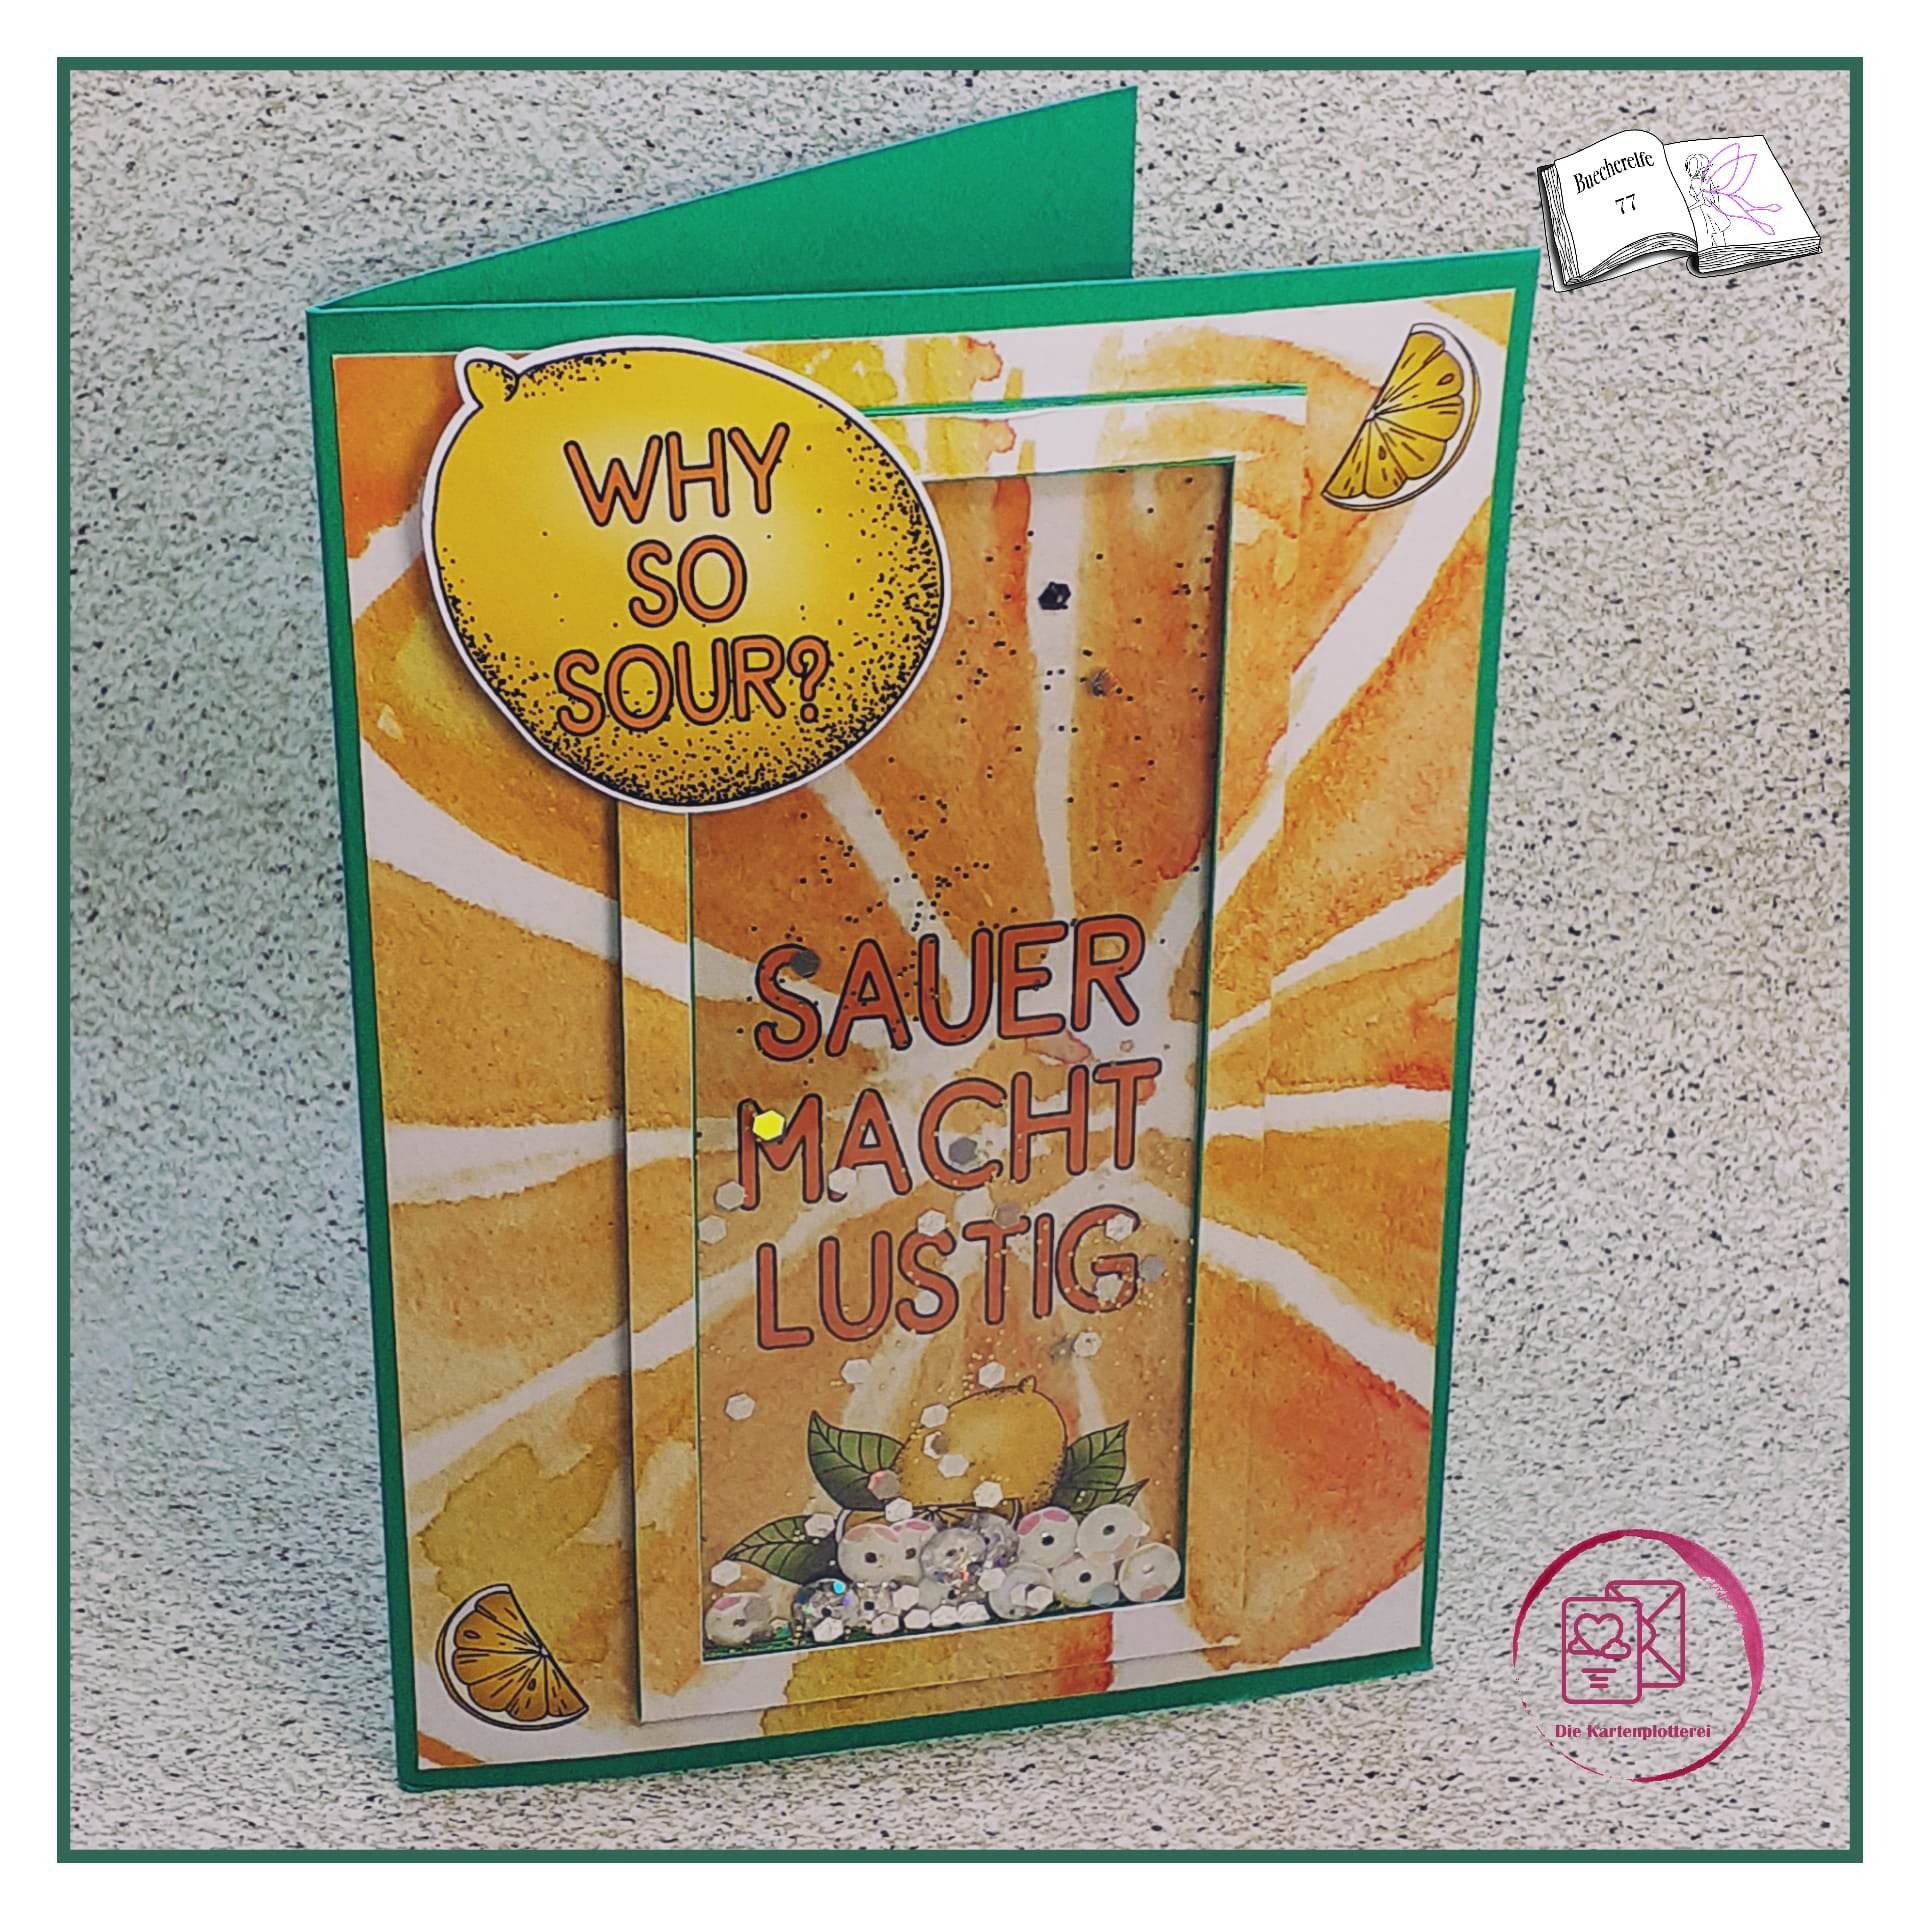 Buecherelfe
77
WHY
SO
SOUR?
SAUER
MACHT
LUSTIG
Die Kartenplotterei